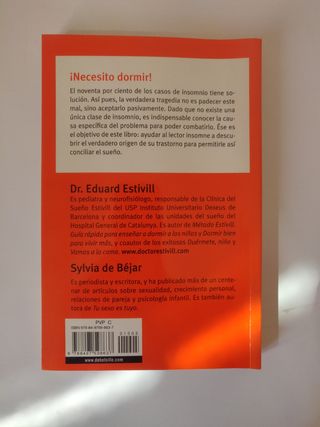 ¡Necesito dormir!
El noventa por ciento de los casos de insomnio tiene so-
lución. Así pues, la verdadera tragedia no es padecer este
mal, sino aceptarlo pasivamente. Dado que no existe una
única clase de insomnio, es indispensable conocer la cau-
sa específica del problema para poder combatirlo. Ése es
el objetivo de este libro: ayudar al lector insomne a descu-
brir el verdadero origen de su trastorno para permitirle así
conciliar el sueño.
Dr. Eduard Estivill
Es pediatra y neurofisiólogo, responsable de la Clínica del
Sueño Estivill del USP Instituto Universitario Dexeus de
Barcelona y coordinador de las unidades del sueño del
Hospital General de Catalunya. Es autor de Método Estivill.
Guía rápida para enseñar a dormir a los niños y Dormir bien
para vivir más, y coautor de los exitosos Duérmete, niño y
Vamos a la cama. www.doctorestivill.com
Sylvia de Béjar
Es periodista y escritora, y ha publicado más de un cente-
nar de artículos sobre sexualidad, crecimiento personal,
relaciones de pareja y psicología infantil. Es también au-
tora de Tu sexo es tuyo.
PVP. C
www.debolsillo.com